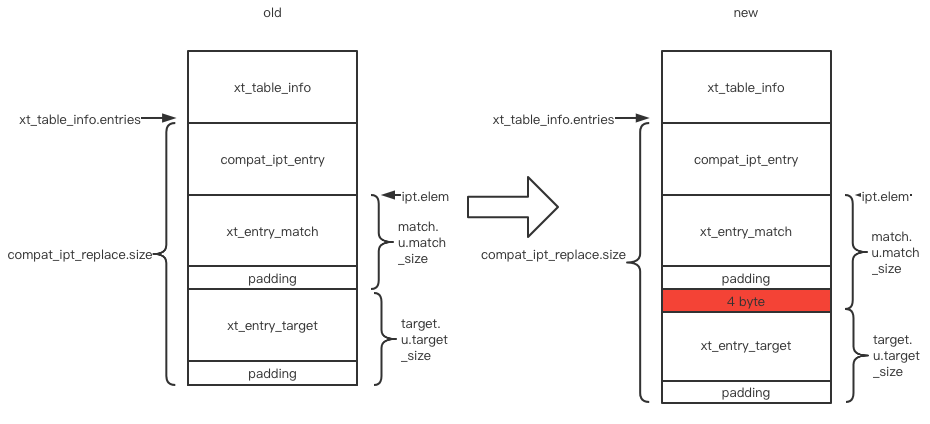 old
xt_table_info
xt_table_info.entries
compat_ipt_entry
ipt.elem
xt_entry_match
match.
u.match
_size
compat_ipt_replace.size
padding
xt_entry_target
target.
u.target
_size
padding
new
xt_table_info
xt_table_info.entries
compat_ipt_entry
ipt.elem
xt_entry_match
match.
u.match
_size
compat_ipt_replace.size
padding
4 byte
xt_entry_target
target.
u.target
_size
padding